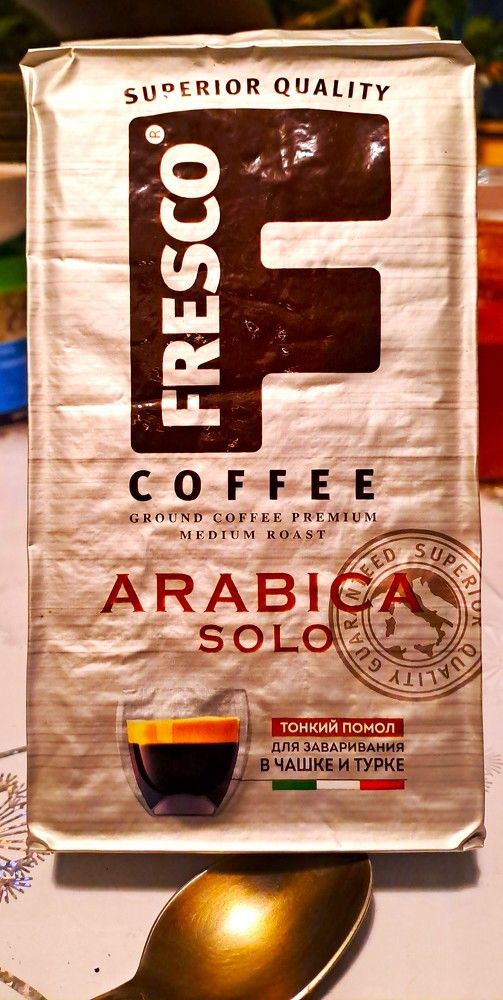 SUPERIOR QUALITY
FRESCO
®
COFFEE
GROUND COFFEE PREMIUM
MEDIUM ROAST
ARABICA
SOLO
GUARANTEED SUPERIOR QUALITY
ТОНКИЙ ПОМОЛ
ДЛЯ ЗАВАРИВАНИЯ
В ЧАШКЕ И ТУРКЕ